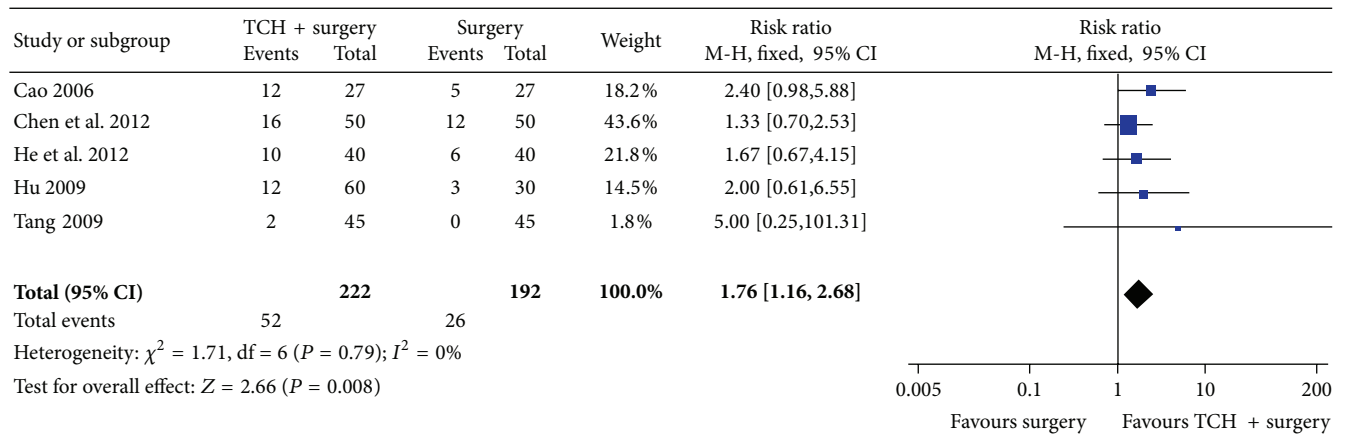 Study or subgroup TCH + surgery Surgery Weight Risk ratio Risk ratio
Events Total Events Total M-H, fixed, 95% CI M-H, fixed, 95% CI
Cao 2006 12 27 5 27 18.2% 2.40 [0.98,5.88]
Chen et al. 2012 16 50 12 50 43.6% 1.33 [0.70,2.53]
He et al. 2012 10 40 6 40 21.8% 1.67 [0.67,4.15]
Hu 2009 12 60 3 30 14.5% 2.00 [0.61,6.55]
Tang 2009 2 45 0 45 1.8% 5.00 [0.25,101.31]
Total (95% CI) 222 192 100.0% 1.76 [1.16, 2.68]
Total events 52 26
Heterogeneity: χ² = 1.71, df = 6 (P = 0.79); I² = 0%
Test for overall effect: Z = 2.66 (P = 0.008)
0.005 0.1 1 10 200
Favours surgery Favours TCH + surgery